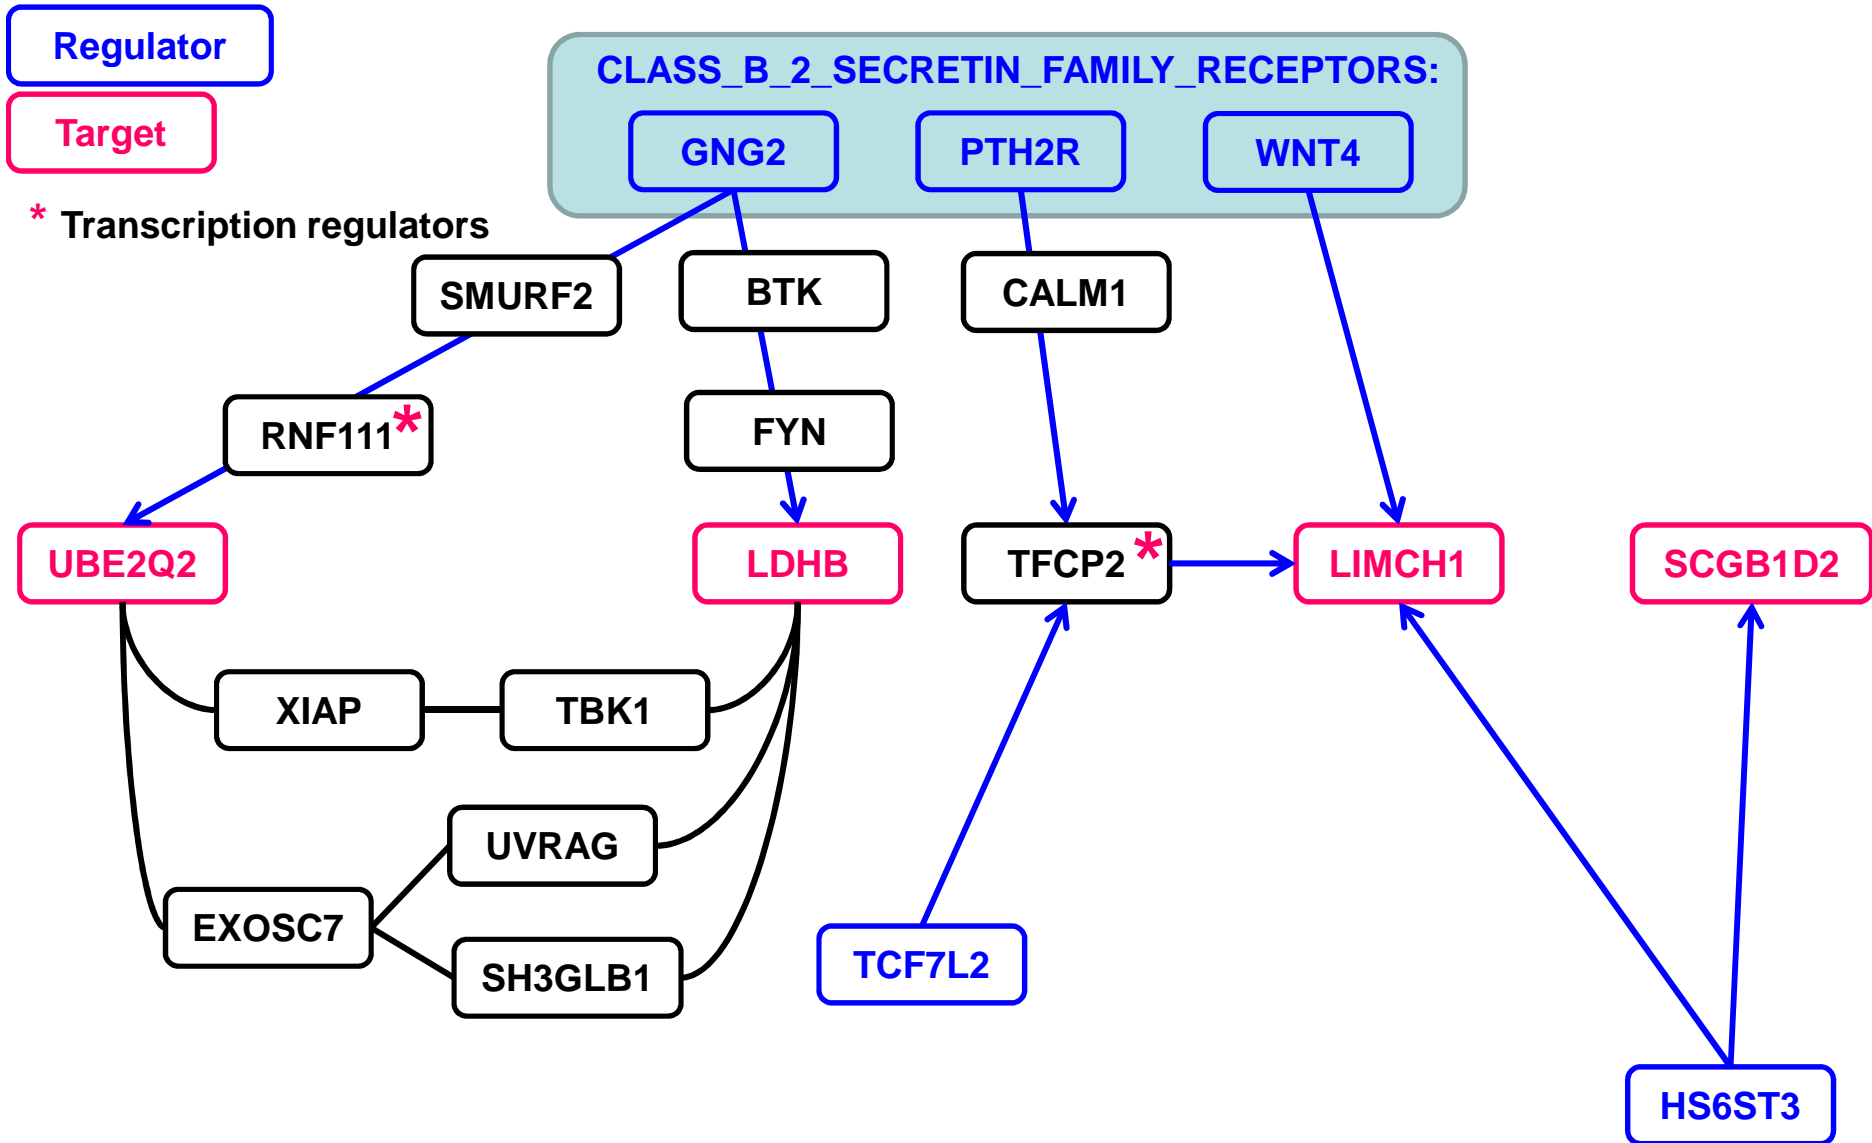 Regulator
Target
* Transcription regulators
CLASS_B_2_SECRETIN_FAMILY_RECEPTORS:
GNG2
PTH2R
WNT4
SMURF2
BTK
CALM1
RNF111*
FYN
UBE2Q2
LDHB
TFCP2*
LIMCH1
SCGB1D2
XIAP
TBK1
UVRAG
EXOSC7
SH3GLB1
TCF7L2
HS6ST3